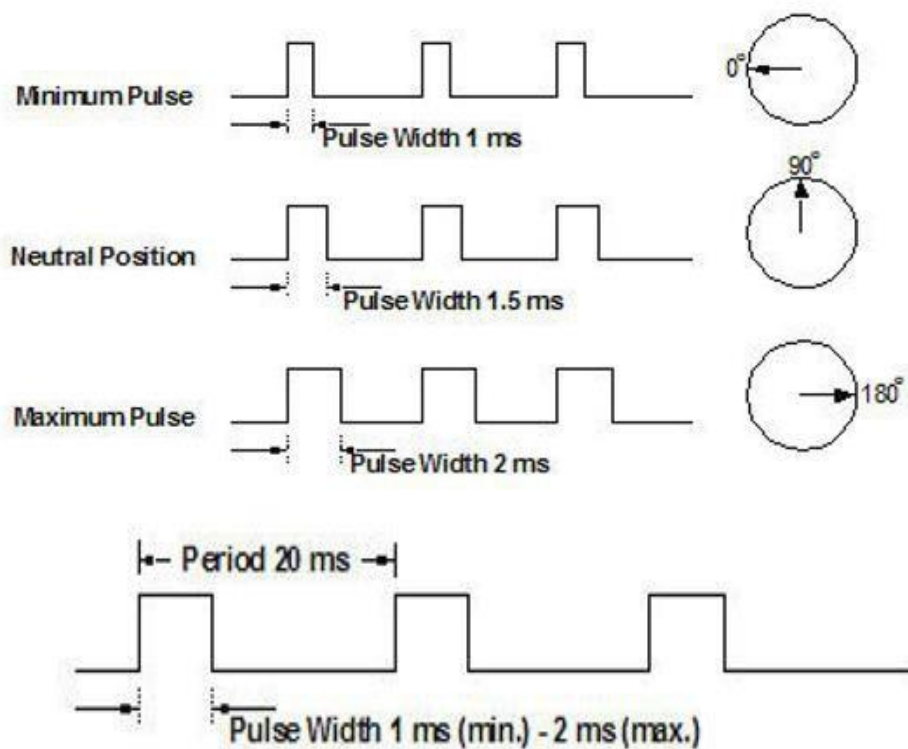 Minimum Pulse
Pulse Width 1 ms
0°
90°
Neutral Position
Pulse Width 1.5 ms
180°
Maximum Pulse
Pulse Width 2 ms
Period 20 ms
Pulse Width 1 ms (min.) - 2 ms (max.)